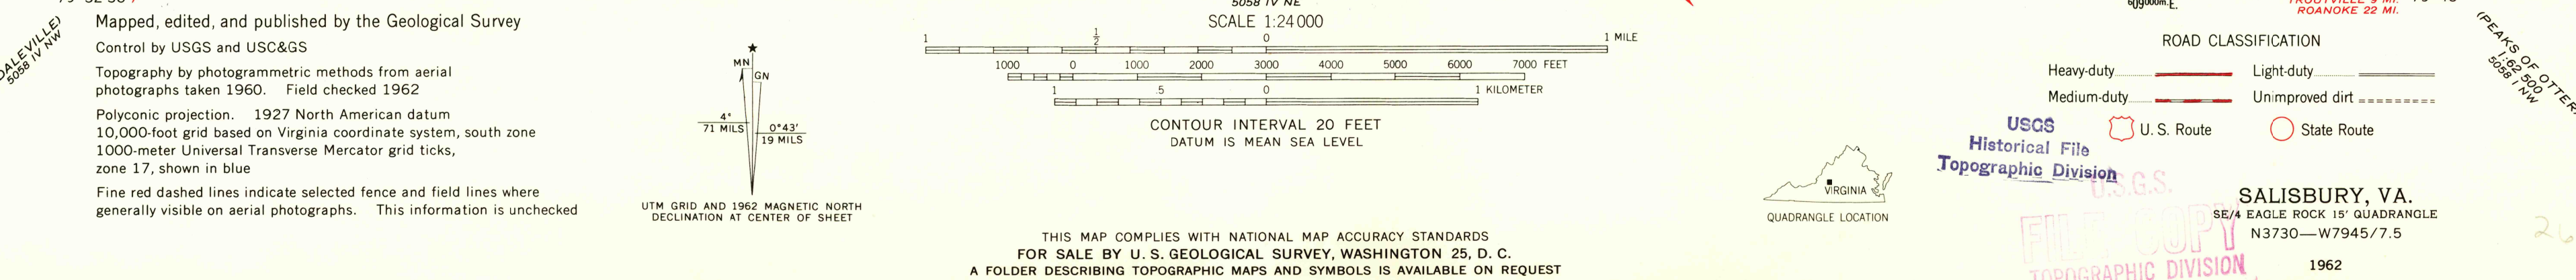 (DALEVILLE)
5058 IV NW
Mapped, edited, and published by the Geological Survey
Control by USGS and USC&GS
Topography by photogrammetric methods from aerial
photographs taken 1960. Field checked 1962
Polyconic projection. 1927 North American datum
10,000-foot grid based on Virginia coordinate system, south zone
1000-meter Universal Transverse Mercator grid ticks,
zone 17, shown in blue
Fine red dashed lines indicate selected fence and field lines where
generally visible on aerial photographs. This information is unchecked
★
MN
GN
4°
71 MILS
0°43′
19 MILS
UTM GRID AND 1962 MAGNETIC NORTH
DECLINATION AT CENTER OF SHEET
5058 IV NE
SCALE 1:24000
1 ½ 0 1 MILE
1000 0 1000 2000 3000 4000 5000 6000 7000 FEET
1 .5 0 1 KILOMETER
CONTOUR INTERVAL 20 FEET
DATUM IS MEAN SEA LEVEL
THIS MAP COMPLIES WITH NATIONAL MAP ACCURACY STANDARDS
FOR SALE BY U. S. GEOLOGICAL SURVEY, WASHINGTON 25, D. C.
A FOLDER DESCRIBING TOPOGRAPHIC MAPS AND SYMBOLS IS AVAILABLE ON REQUEST
VIRGINIA
QUADRANGLE LOCATION
609000m.E.
TROUTVILLE 9 MI.
ROANOKE 22 MI.
ROAD CLASSIFICATION
Heavy-duty Light-duty
Medium-duty Unimproved dirt
U. S. Route State Route
(PEAKS OF OTTER)
1:62 500
5058 I NW
USGS
Historical File
Topographic Division
U.S.G.S.
FILE COPY
TOPOGRAPHIC DIVISION
SALISBURY, VA.
SE/4 EAGLE ROCK 15′ QUADRANGLE
N3730—W7945/7.5
1962